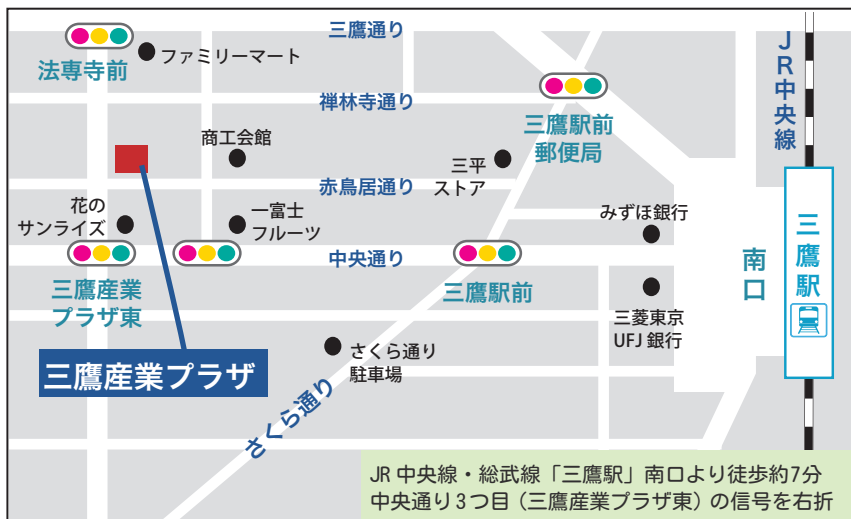 三鷹通り
法専寺前
ファミリーマート
JR中央線
禅林寺通り
三鷹駅前
郵便局
商工会館
三平
ストア
赤鳥居通り
花の
サンライズ
一富士
フルーツ
みずほ銀行
三鷹駅
南口
中央通り
三鷹産業
プラザ東
三鷹駅前
三菱東京
UFJ銀行
さくら通り
駐車場
三鷹産業プラザ
さくら通り
JR中央線・総武線「三鷹駅」南口より徒歩約7分
中央通り3つ目（三鷹産業プラザ東）の信号を右折